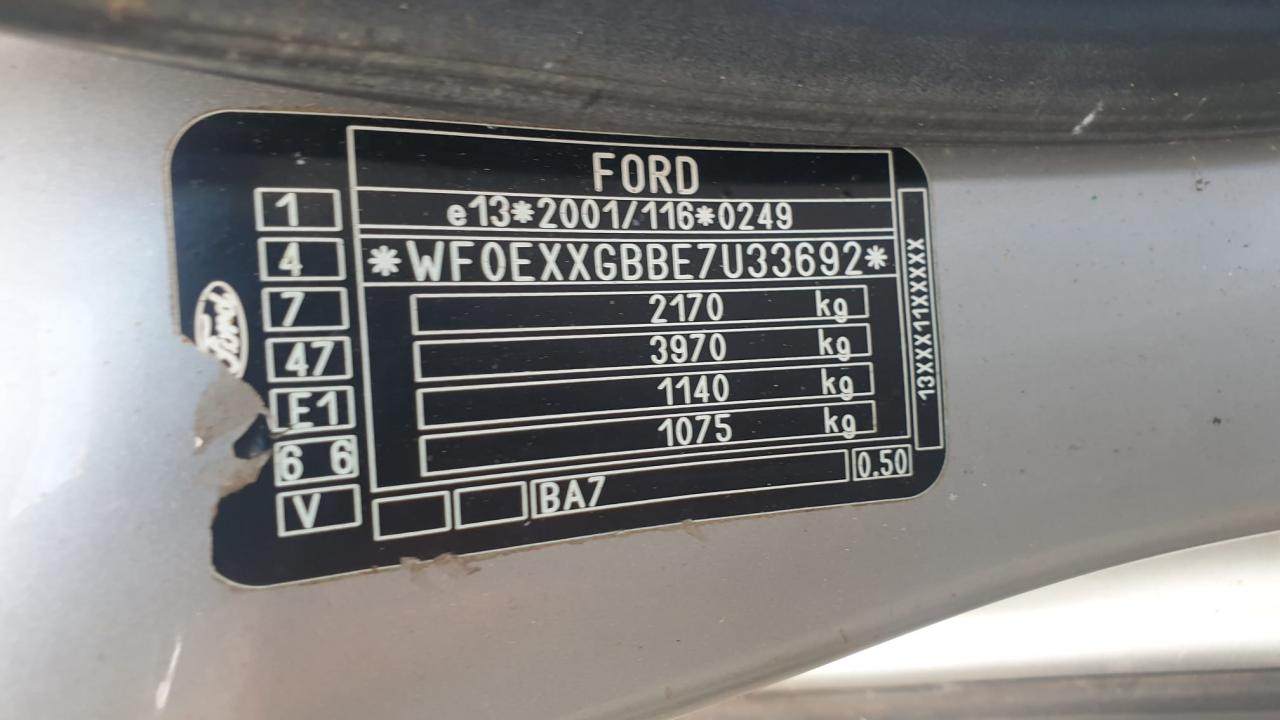 FORD
1 e13*2001/116*0249
4 *WF0EXXGBBE7U33692*
7 2170 kg
47 3970 kg
E1 1140 kg
6 6 1075 kg
V BA7 0.50
13XXX11XXXXX
Ford